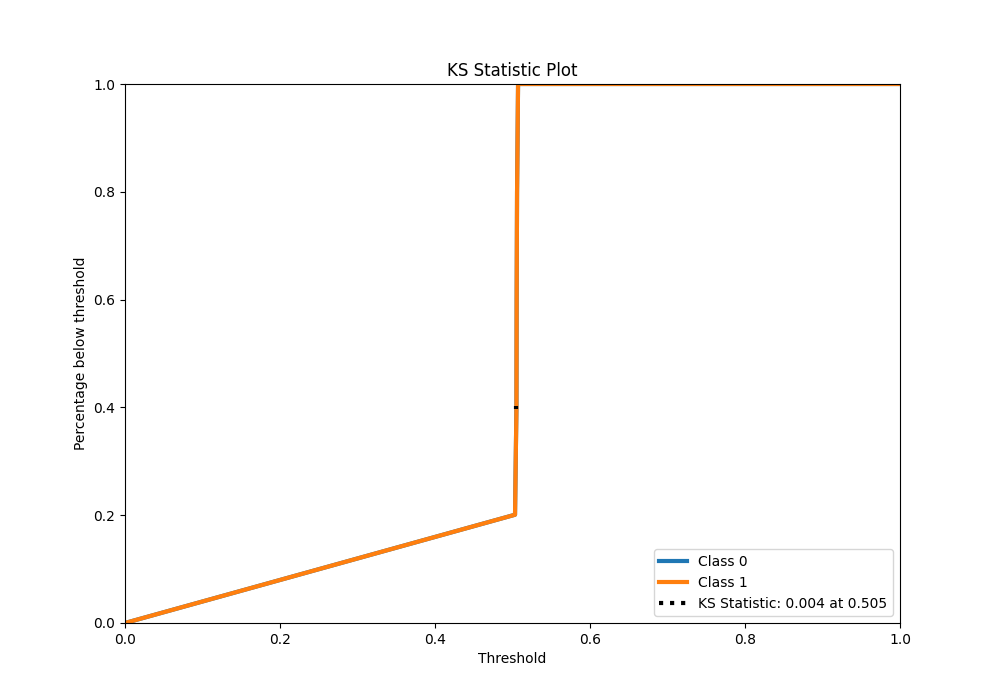 KS Statistic Plot
Percentage below threshold
1.0
0.8
0.6
0.4
0.2
0.0
0.0 0.2 0.4 0.6 0.8 1.0
Threshold
Class 0
Class 1
KS Statistic: 0.004 at 0.505